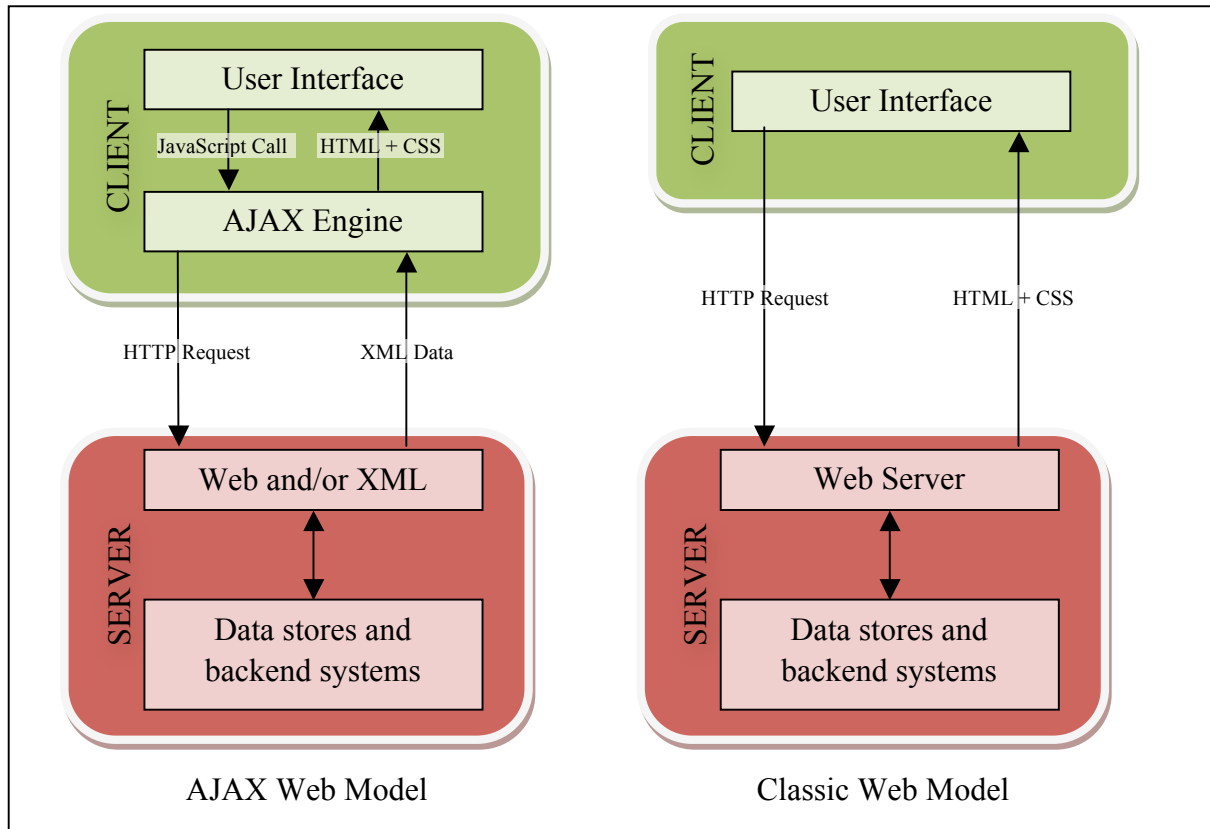 User Interface
JavaScript Call
HTML + CSS
CLIENT
AJAX Engine
HTTP Request
XML Data
Web and/or XML
SERVER
Data stores and
backend systems
AJAX Web Model
User Interface
CLIENT
HTTP Request
HTML + CSS
Web Server
SERVER
Data stores and
backend systems
Classic Web Model